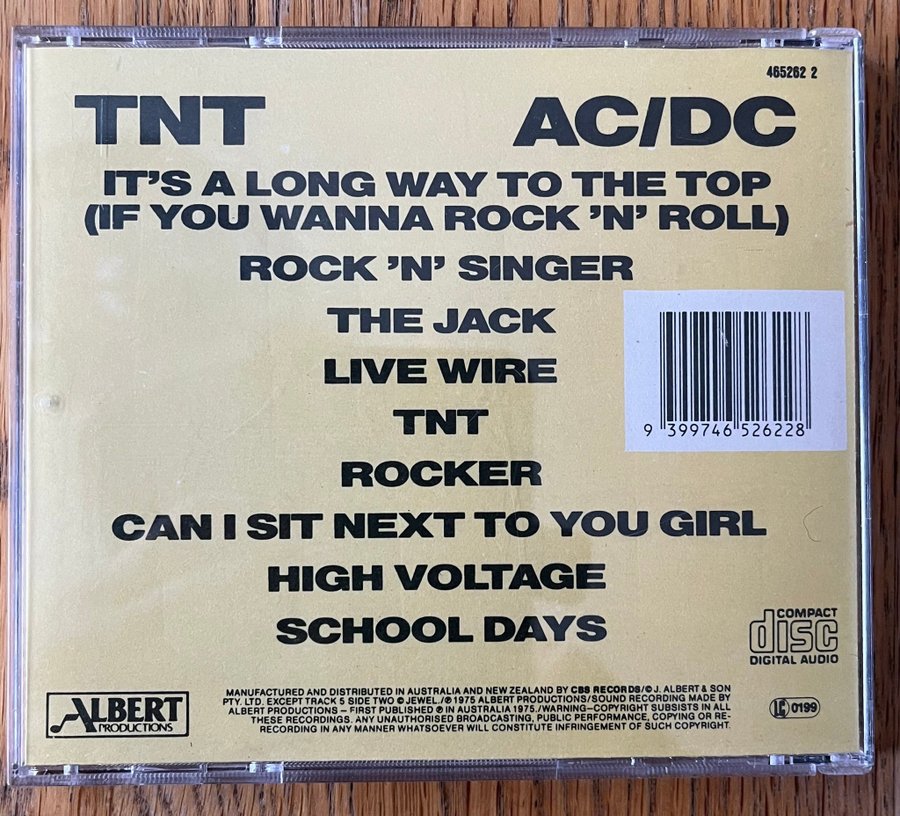 465262 2
TNT AC/DC
IT'S A LONG WAY TO THE TOP
(IF YOU WANNA ROCK 'N' ROLL)
ROCK 'N' SINGER
THE JACK
LIVE WIRE
TNT
ROCKER
CAN I SIT NEXT TO YOU GIRL
HIGH VOLTAGE
SCHOOL DAYS
9 399746 526228
COMPACT
disc
DIGITAL AUDIO
ALBERT
PRODUCTIONS
MANUFACTURED AND DISTRIBUTED IN AUSTRALIA AND NEW ZEALAND BY CBS RECORDS/© J. ALBERT & SON
PTY. LTD. EXCEPT TRACK 5 SIDE TWO © JEWEL./℗ 1975 ALBERT PRODUCTIONS/SOUND RECORDING MADE BY
ALBERT PRODUCTIONS – FIRST PUBLISHED ℗ IN AUSTRALIA 1975./WARNING–COPYRIGHT SUBSISTS IN ALL
THESE RECORDINGS. ANY UNAUTHORISED BROADCASTING, PUBLIC PERFORMANCE, COPYING OR RE-
RECORDING IN ANY MANNER WHATSOEVER WILL CONSTITUTE INFRINGEMENT OF SUCH COPYRIGHT.
LC 0199